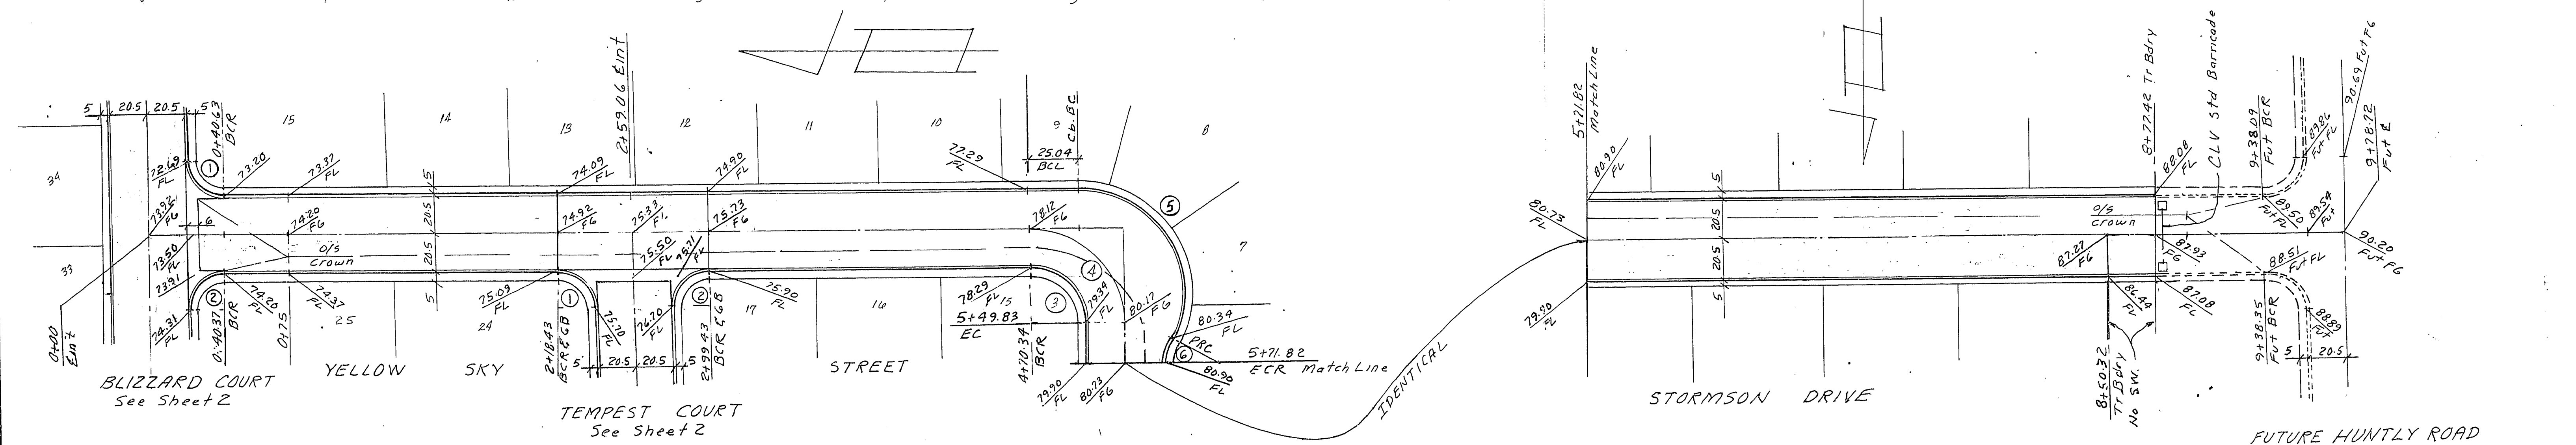 5
20.5
20.5
5
0+40.63
BCR
15
14
13
2+59.06 Eint
12
11
10
9
Cb. BC
8
34
72.69
FL
1
73.20
73.37
FL
74.09
FL
74.90
FL
77.29
FL
25.04
BCL
5
73.92
FG
6
74.20
FG
O/S
crown
5
20.5
20.5
5
74.92
FG
75.33
75.73
FG
78.12
FG
7
33
73.50
FL
73.91
75.50
FL
75.71
4
2
74.20
FL
74.37
FL
75.09
FL
1
2
75.90
FL
78.29
FL
15
3
79.34
FL
80.17
FG
80.34
FL
74.31
FL
25
24
75.70
FL
76.20
FL
17
16
5+49.83
EC
PRC
6
0+00
Eint
0+40.37
BCR
0+75
2+18.43
BCR & GB
5
20.5
20.5
5
2+99.43
BCR & GB
4+70.34
BCR
5+71.82
ECR Match Line
YELLOW SKY STREET
79.90
FL
80.73
FG
80.90
FL
BLIZZARD COURT
See Sheet 2
TEMPEST COURT
See Sheet 2
IDENTICAL
5+21.82
Match Line
8+77.42 Tr Bdry
CLV Std Barricade
9+38.09
Fut BCR
90.69 Fut FG
80.90
FL
88.08
FL
89.86
Fut FL
9+78.72
Fut ℄
80.73
FL
5
20.5
20.5
5
O/S
crown
89.50
Fut FL
89.54
Fut
87.27
FG
87.93
FG
88.51
Fut FL
90.20
Fut FG
79.90
FL
86.44
FL
87.08
FL
88.89
Fut
8+50.32
Tr Bdry
No SW.
9+38.35
Fut BCR
5
20.5
STORMSON DRIVE
FUTURE HUNTLY ROAD